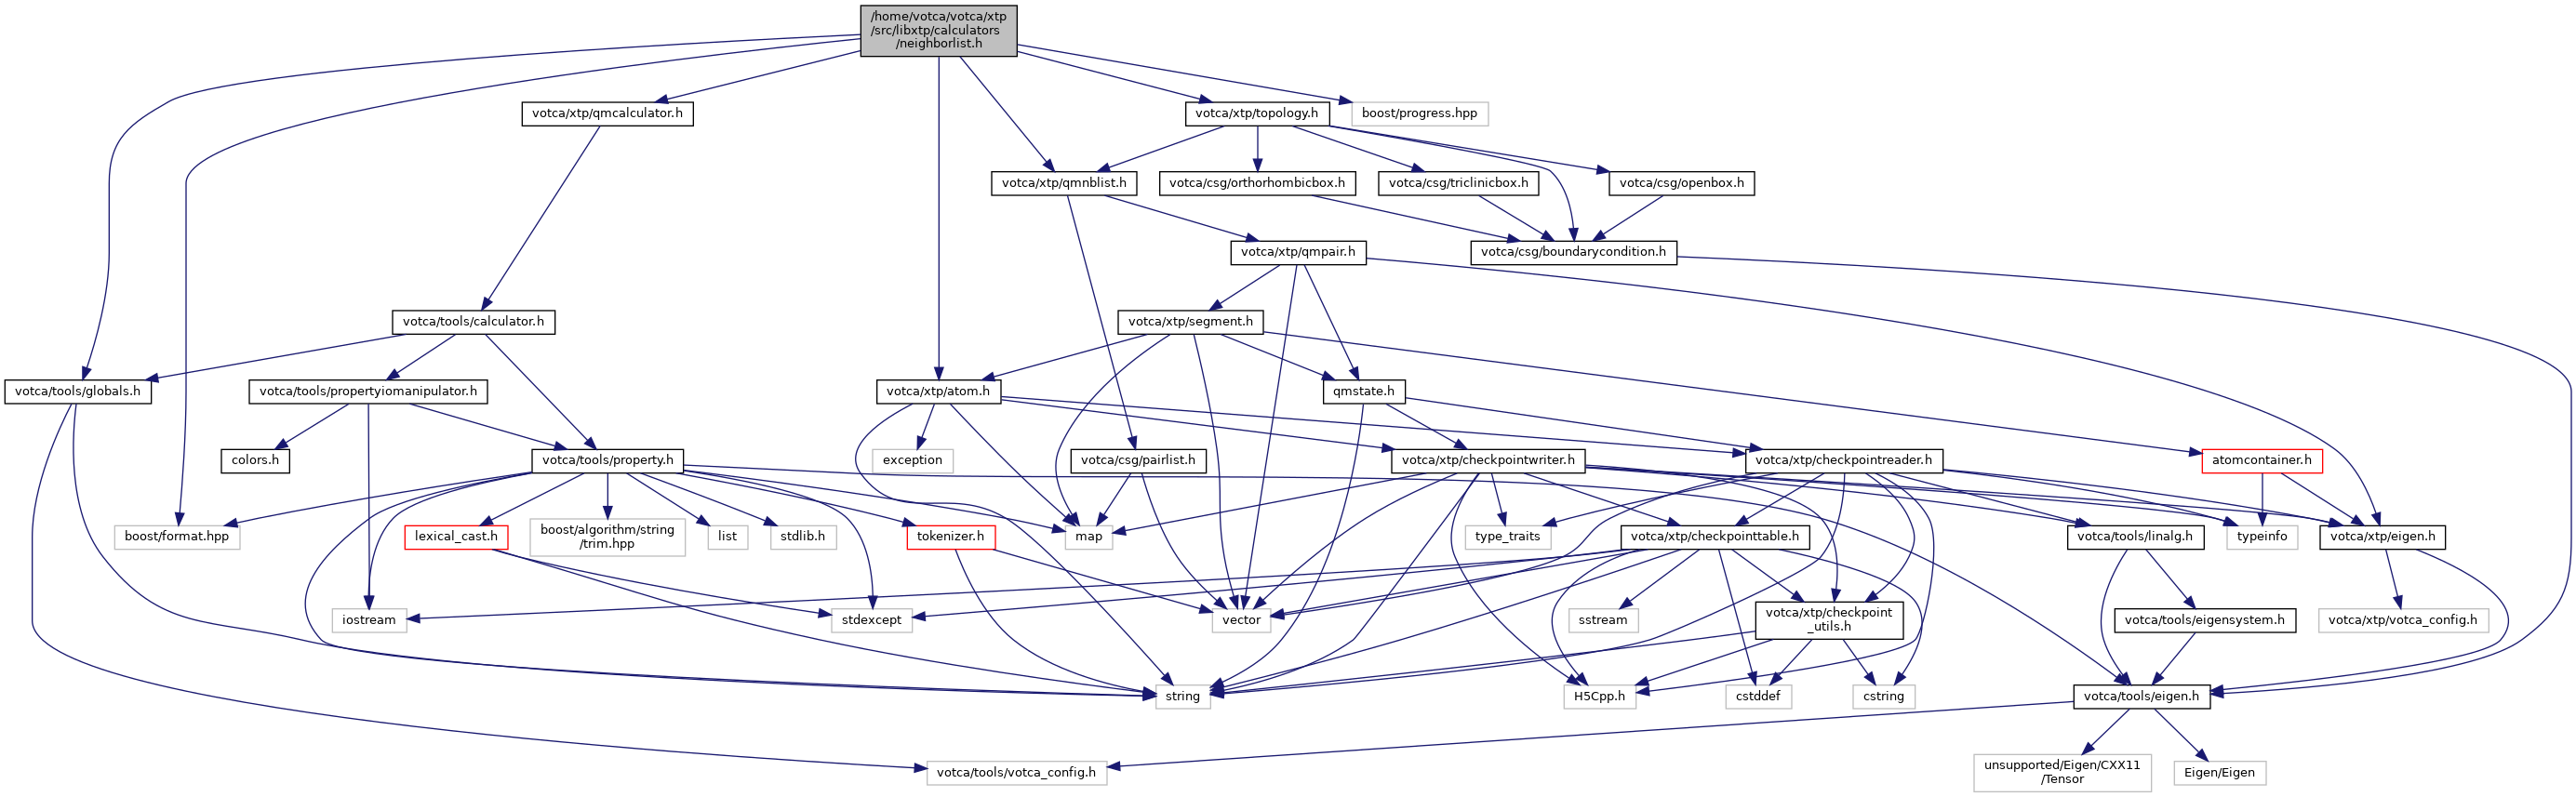 /home/votca/votca/xtp
/src/libxtp/calculators
/neighborlist.h
votca/xtp/qmcalculator.h
votca/xtp/topology.h
boost/progress.hpp
votca/xtp/qmnblist.h
votca/csg/orthorhombicbox.h
votca/csg/triclinicbox.h
votca/csg/openbox.h
votca/xtp/qmpair.h
votca/csg/boundarycondition.h
votca/tools/calculator.h
votca/xtp/segment.h
votca/tools/globals.h
votca/tools/propertyiomanipulator.h
votca/xtp/atom.h
qmstate.h
colors.h
votca/tools/property.h
exception
votca/csg/pairlist.h
votca/xtp/checkpointwriter.h
votca/xtp/checkpointreader.h
atomcontainer.h
boost/format.hpp
lexical_cast.h
boost/algorithm/string
/trim.hpp
list
stdlib.h
tokenizer.h
map
type_traits
votca/xtp/checkpointtable.h
votca/tools/linalg.h
typeinfo
votca/xtp/eigen.h
iostream
stdexcept
vector
sstream
votca/xtp/checkpoint
_utils.h
votca/tools/eigensystem.h
votca/xtp/votca_config.h
string
H5Cpp.h
cstddef
cstring
votca/tools/eigen.h
votca/tools/votca_config.h
unsupported/Eigen/CXX11
/Tensor
Eigen/Eigen